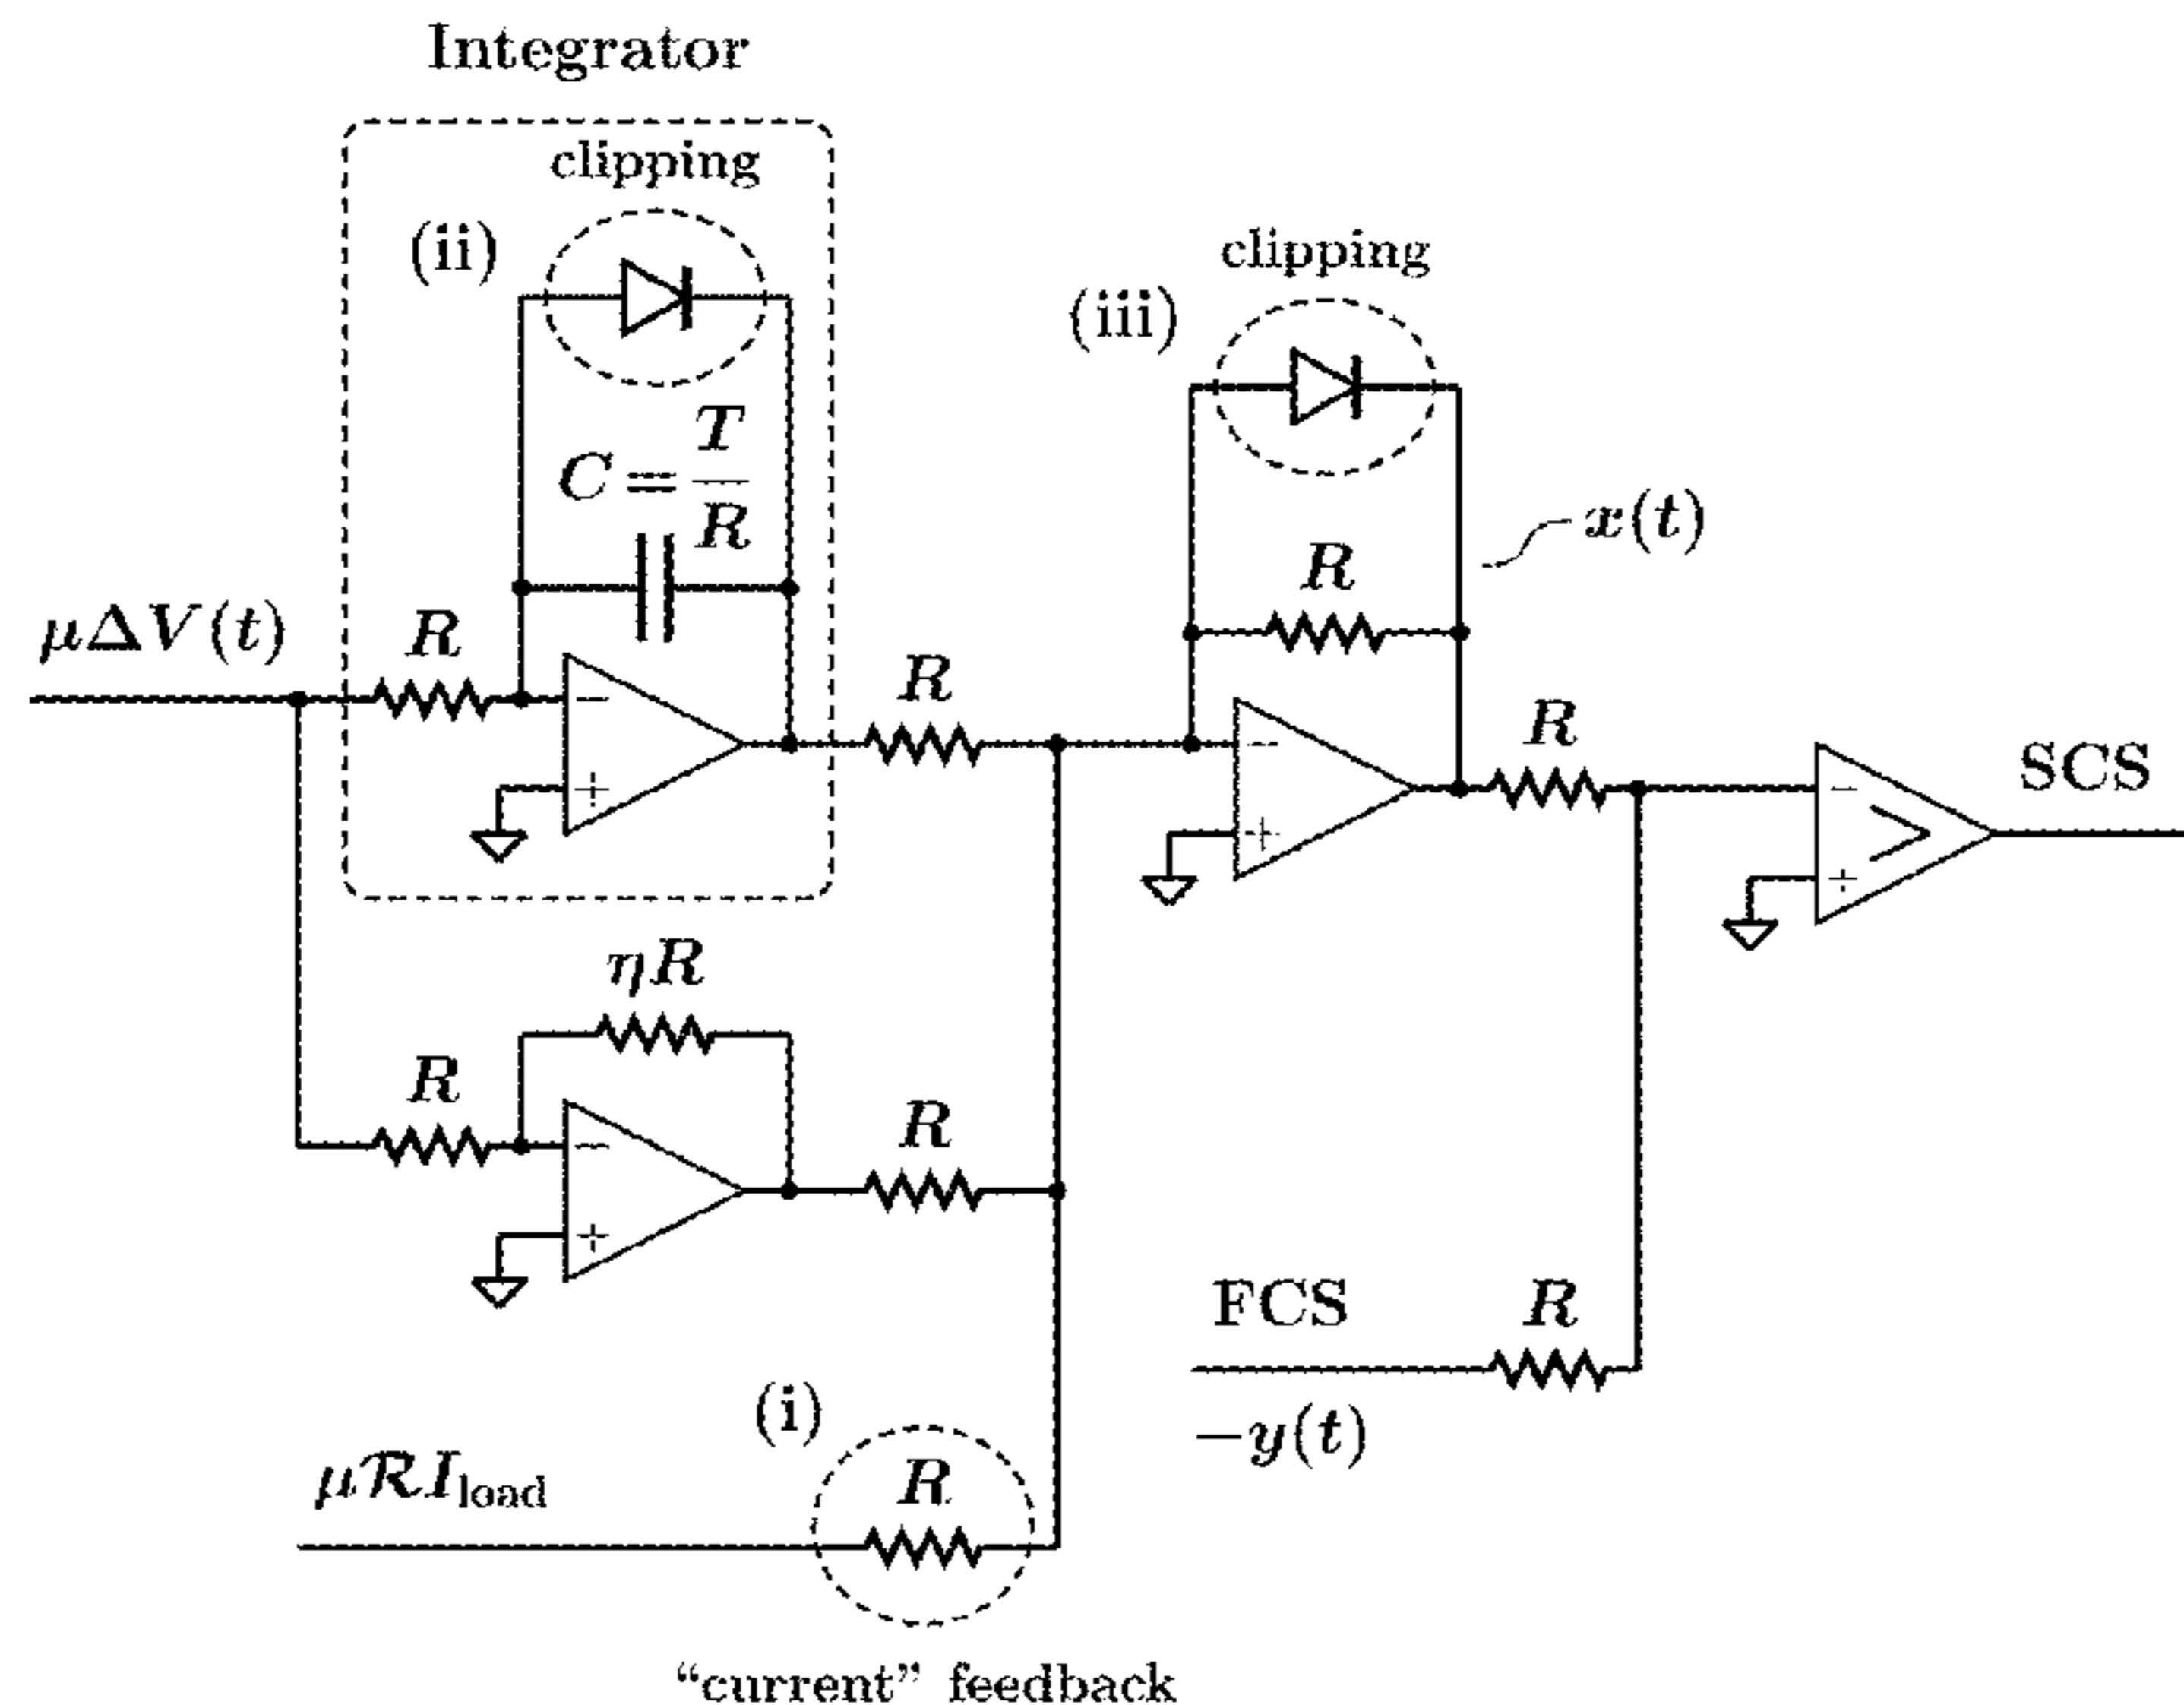 Integrator
clipping
(ii)
clipping
(iii)
C = T/R
x(t)
R
μΔV(t)
R
R
R
−
SCS
−
−
+
>
+
+
ηR
R
R
−
+
FCS
R
(i)
−y(t)
μℛI_load
R
“current” feedback